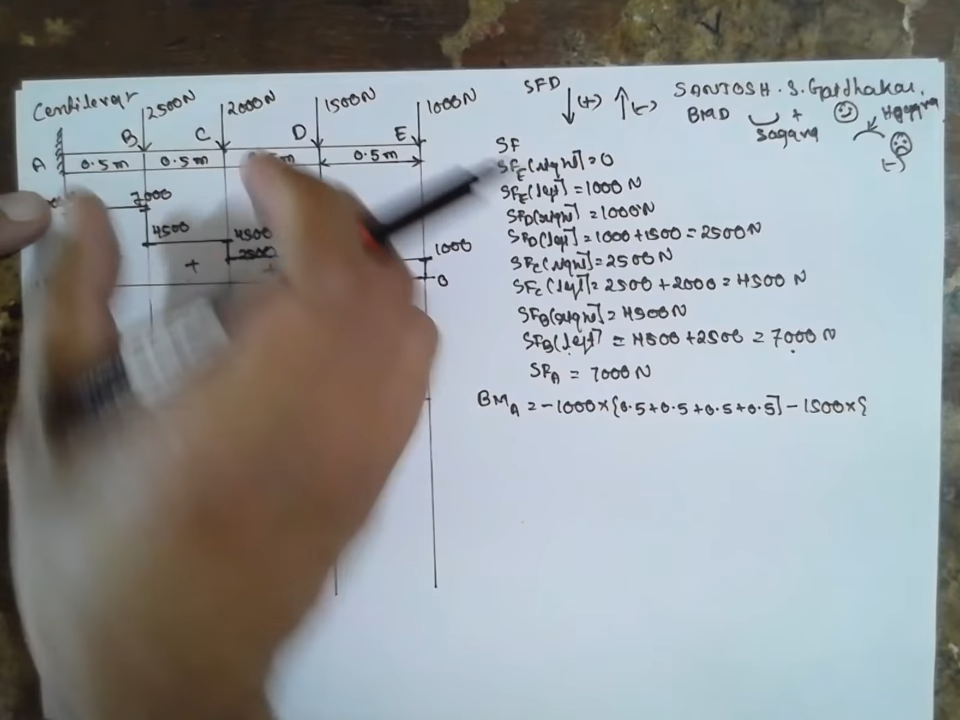 Cantilever
2500N 2000N 1500N 1000N
A B C D E
0.5m 0.5m m 0.5m
7000
4500 4500
2500
1000
0
+ +
SFD (+) (-)
SANTOSH. S.
BMD + (-)
Sagging
SF
SFE(right) = 0
SFE(left) = 1000 N
SFD(right) = 1000 N
SFD(left) = 1000 + 1500 = 2500 N
SFC(right) = 2500 N
SFC(left) = 2500 + 2000 = 4500 N
SFB(right) = 4500 N
SFB(left) = 4500 + 2500 = 7000 N
SFA = 7000 N
BMA = -1000 × {0.5 + 0.5 + 0.5 + 0.5} - 1500 × {